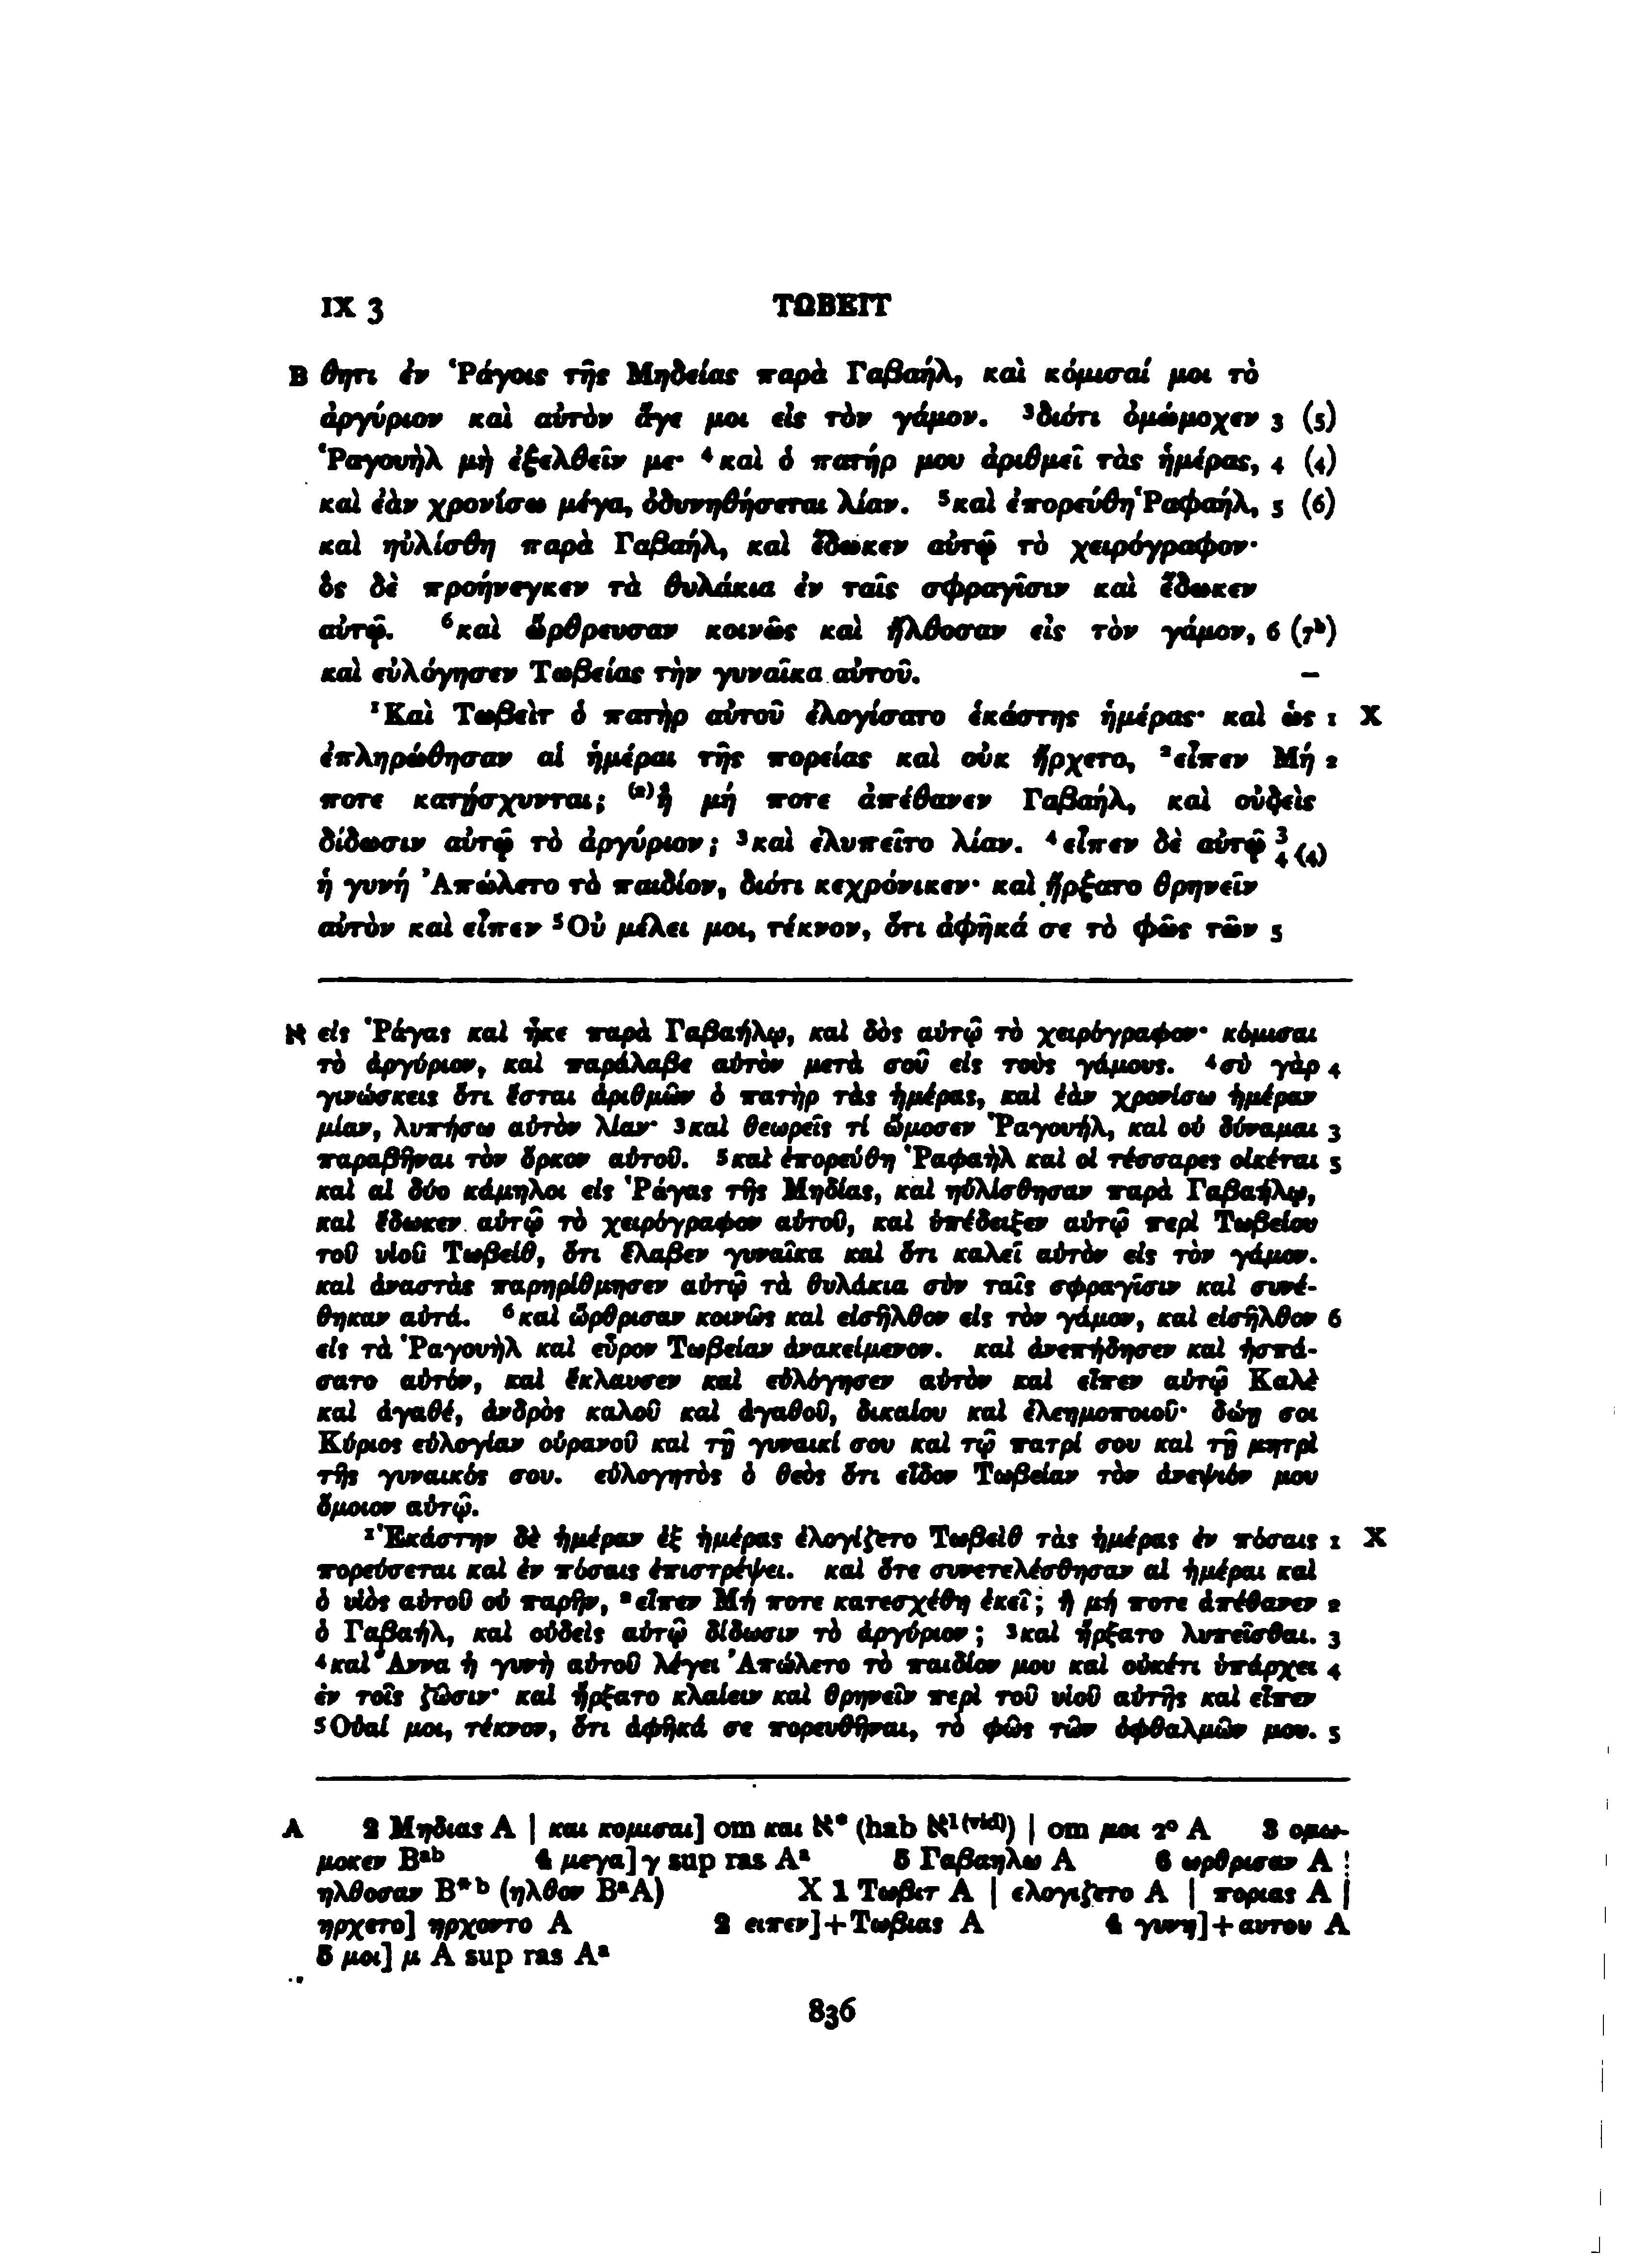 IX 3 ΤΩΒΕΙΤ
B θητι ἐν Ῥάγοις τῆς Μηδείας παρὰ Γαβαήλ, καὶ κόμισαί μοι τὸ
ἀργύριον καὶ αὐτὸν ἄγε μοι εἰς τὸν γάμον. ³διότι ὀμώμοχεν 3 (5)
Ῥαγουὴλ μὴ ἐξελθεῖν με· ⁴καὶ ὁ πατήρ μου ἀριθμεῖ τὰς ἡμέρας, 4 (4)
καὶ ἐὰν χρονίσω μέγα, ὀδυνηθήσεται λίαν. ⁵καὶ ἐπορεύθη Ῥαφαήλ, 5 (6)
καὶ ηὐλίσθη παρὰ Γαβαήλ, καὶ ἔδωκεν αὐτῷ τὸ χειρόγραφον·
ὃς δὲ προήνεγκεν τὰ θυλάκια ἐν ταῖς σφραγῖσιν καὶ ἔδωκεν
αὐτῷ. ⁶καὶ ὤρθρευσαν κοινῶς καὶ ἤλθοσαν εἰς τὸν γάμον, 6 (7ᵇ)
καὶ εὐλόγησεν Τωβείας τὴν γυναῖκα αὐτοῦ. –
¹Καὶ Τωβεὶτ ὁ πατὴρ αὐτοῦ ἐλογίσατο ἑκάστης ἡμέρας· καὶ ὡς 1 X
ἐπληρώθησαν αἱ ἡμέραι τῆς πορείας καὶ οὐκ ἤρχετο, ²εἶπεν Μή 2
ποτε κατῄσχυνται; ⁽²⁾ἢ μή ποτε ἀπέθανεν Γαβαήλ, καὶ οὐδεὶς
δίδωσιν αὐτῷ τὸ ἀργύριον; ³καὶ ἐλυπεῖτο λίαν. ⁴εἶπεν δὲ αὐτῷ 3 4 (4)
ἡ γυνή Ἀπώλετο τὸ παιδίον, διότι κεχρόνικεν· καὶ ἤρξατο θρηνεῖν
αὐτὸν καὶ εἶπεν ⁵Οὐ μέλει μοι, τέκνον, ὅτι ἀφῆκά σε τὸ φῶς τῶν 5
א εἰς Ῥάγας καὶ ἧκε παρὰ Γαβαήλῳ, καὶ δὸς αὐτῷ τὸ χειρόγραφον· κόμισαι
τὸ ἀργύριον, καὶ παράλαβε αὐτὸν μετὰ σοῦ εἰς τοὺς γάμους. ⁴σὺ γὰρ 4
γινώσκεις ὅτι ἔσται ἀριθμῶν ὁ πατὴρ τὰς ἡμέρας, καὶ ἐὰν χρονίσω ἡμέραν
μίαν, λυπήσω αὐτὸν λίαν· ³καὶ θεωρεῖς τί ὤμοσεν Ῥαγουήλ, καὶ οὐ δύναμαι 3
παραβῆναι τὸν ὅρκον αὐτοῦ. ⁵καὶ ἐπορεύθη Ῥαφαὴλ καὶ οἱ τέσσαρες οἰκέται 5
καὶ αἱ δύο κάμηλοι εἰς Ῥάγας τῆς Μηδίας, καὶ ηὐλίσθησαν παρὰ Γαβαήλῳ,
καὶ ἔδωκεν αὐτῷ τὸ χειρόγραφον αὐτοῦ, καὶ ὑπέδειξεν αὐτῷ περὶ Τωβείου
τοῦ υἱοῦ Τωβείθ, ὅτι ἔλαβεν γυναῖκα καὶ ὅτι καλεῖ αὐτὸν εἰς τὸν γάμον.
καὶ ἀναστὰς παρηρίθμησεν αὐτῷ τὰ θυλάκια σὺν ταῖς σφραγῖσιν καὶ συνέ-
θηκαν αὐτά. ⁶καὶ ὤρθρισαν κοινῶς καὶ εἰσῆλθον εἰς τὸν γάμον, καὶ εἰσῆλθον 6
εἰς τὰ Ῥαγουὴλ καὶ εὗρον Τωβείαν ἀνακείμενον. καὶ ἀνεπήδησεν καὶ ἠσπά-
σατο αὐτόν, καὶ ἔκλαυσεν καὶ εὐλόγησεν αὐτὸν καὶ εἶπεν αὐτῷ Καλὲ
καὶ ἀγαθέ, ἀνδρὸς καλοῦ καὶ ἀγαθοῦ, δικαίου καὶ ἐλεημοποιοῦ· δώῃ σοι
Κύριος εὐλογίαν οὐρανοῦ καὶ τῇ γυναικί σου καὶ τῷ πατρί σου καὶ τῇ μητρὶ
τῆς γυναικός σου. εὐλογητὸς ὁ θεὸς ὅτι εἶδον Τωβείαν τὸν ἀνεψιόν μου
ὅμοιον αὐτῷ.
¹Ἑκάστην δὲ ἡμέραν ἐξ ἡμέρας ἐλογίζετο Τωβεὶθ τὰς ἡμέρας ἐν πόσαις 1 X
πορεύσεται καὶ ἐν πόσαις ἐπιστρέψει. καὶ ὅτε συνετελέσθησαν αἱ ἡμέραι καὶ
ὁ υἱὸς αὐτοῦ οὐ παρῆν, ²εἶπεν Μή ποτε κατεσχέθη ἐκεῖ; ἢ μή ποτε ἀπέθανεν 2
ὁ Γαβαήλ, καὶ οὐδεὶς αὐτῷ δίδωσιν τὸ ἀργύριον; ³καὶ ἤρξατο λυπεῖσθαι. 3
⁴καὶ Ἅννα ἡ γυνὴ αὐτοῦ λέγει Ἀπώλετο τὸ παιδίον μου καὶ οὐκέτι ὑπάρχει 4
ἐν τοῖς ζῶσιν· καὶ ἤρξατο κλαίειν καὶ θρηνεῖν περὶ τοῦ υἱοῦ αὐτῆς καὶ εἶπεν
⁵Οὐαί μοι, τέκνον, ὅτι ἀφῆκά σε πορευθῆναι, τὸ φῶς τῶν ὀφθαλμῶν μου. 5
A 2 Μηδιας A | και κομισαι] om και א* (hab א¹⁽ᵛⁱᵈ⁾) | om μοι 2° A 3 ομω-
μοκεν Bᵃᵇ 4 μεγα] γ sup ras Aᵃ 5 Γαβαηλω A 6 ωρθρισαν A |
ηλθοσαν B*ᵇ (ηλθον BᵃA) X 1 Τωβιτ A | ελογιζετο A | ποριας A |
ηρχετο] ηρχοντο A 2 ειπεν]+Τωβιας A 4 γυνη]+αυτου A
5 μοι] μ A sup ras Aᵃ
836